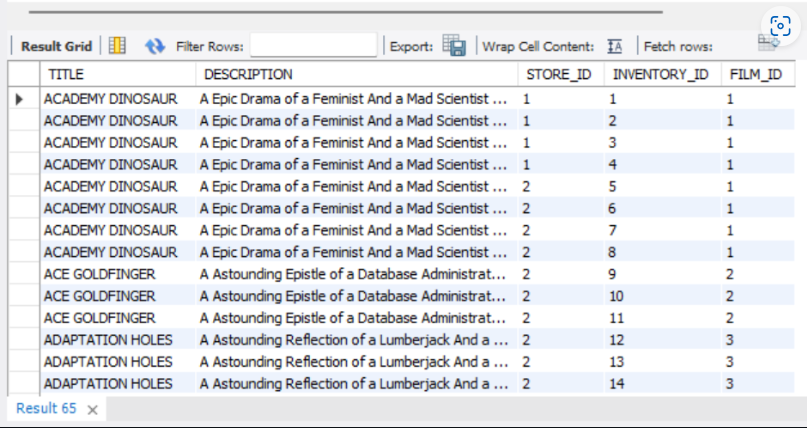 Result Grid Filter Rows: Export: Wrap Cell Content: Fetch rows:
TITLE DESCRIPTION STORE_ID INVENTORY_ID FILM_ID
ACADEMY DINOSAUR A Epic Drama of a Feminist And a Mad Scientist ... 1 1 1
ACADEMY DINOSAUR A Epic Drama of a Feminist And a Mad Scientist ... 1 2 1
ACADEMY DINOSAUR A Epic Drama of a Feminist And a Mad Scientist ... 1 3 1
ACADEMY DINOSAUR A Epic Drama of a Feminist And a Mad Scientist ... 1 4 1
ACADEMY DINOSAUR A Epic Drama of a Feminist And a Mad Scientist ... 2 5 1
ACADEMY DINOSAUR A Epic Drama of a Feminist And a Mad Scientist ... 2 6 1
ACADEMY DINOSAUR A Epic Drama of a Feminist And a Mad Scientist ... 2 7 1
ACADEMY DINOSAUR A Epic Drama of a Feminist And a Mad Scientist ... 2 8 1
ACE GOLDFINGER A Astounding Epistle of a Database Administrat... 2 9 2
ACE GOLDFINGER A Astounding Epistle of a Database Administrat... 2 10 2
ACE GOLDFINGER A Astounding Epistle of a Database Administrat... 2 11 2
ADAPTATION HOLES A Astounding Reflection of a Lumberjack And a ... 2 12 3
ADAPTATION HOLES A Astounding Reflection of a Lumberjack And a ... 2 13 3
ADAPTATION HOLES A Astounding Reflection of a Lumberjack And a ... 2 14 3
Result 65